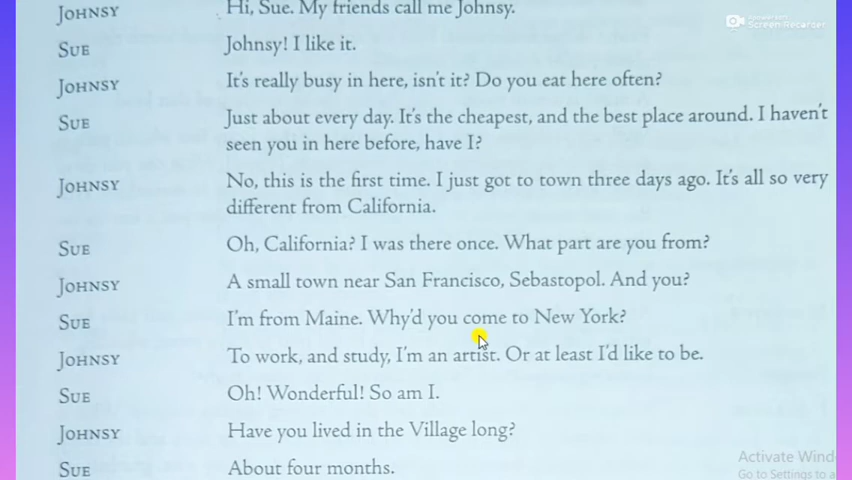 JOHNSY Hi, Sue. My friends call me Johnsy.
SUE Johnsy! I like it.
JOHNSY It's really busy in here, isn't it? Do you eat here often?
SUE Just about every day. It's the cheapest, and the best place around. I haven't
seen you in here before, have I?
JOHNSY No, this is the first time. I just got to town three days ago. It's all so very
different from California.
SUE Oh, California? I was there once. What part are you from?
JOHNSY A small town near San Francisco, Sebastopol. And you?
SUE I'm from Maine. Why'd you come to New York?
JOHNSY To work, and study, I'm an artist. Or at least I'd like to be.
SUE Oh! Wonderful! So am I.
JOHNSY Have you lived in the Village long?
SUE About four months.
Screen Recorder
Activate Wind
Go to Settings to a